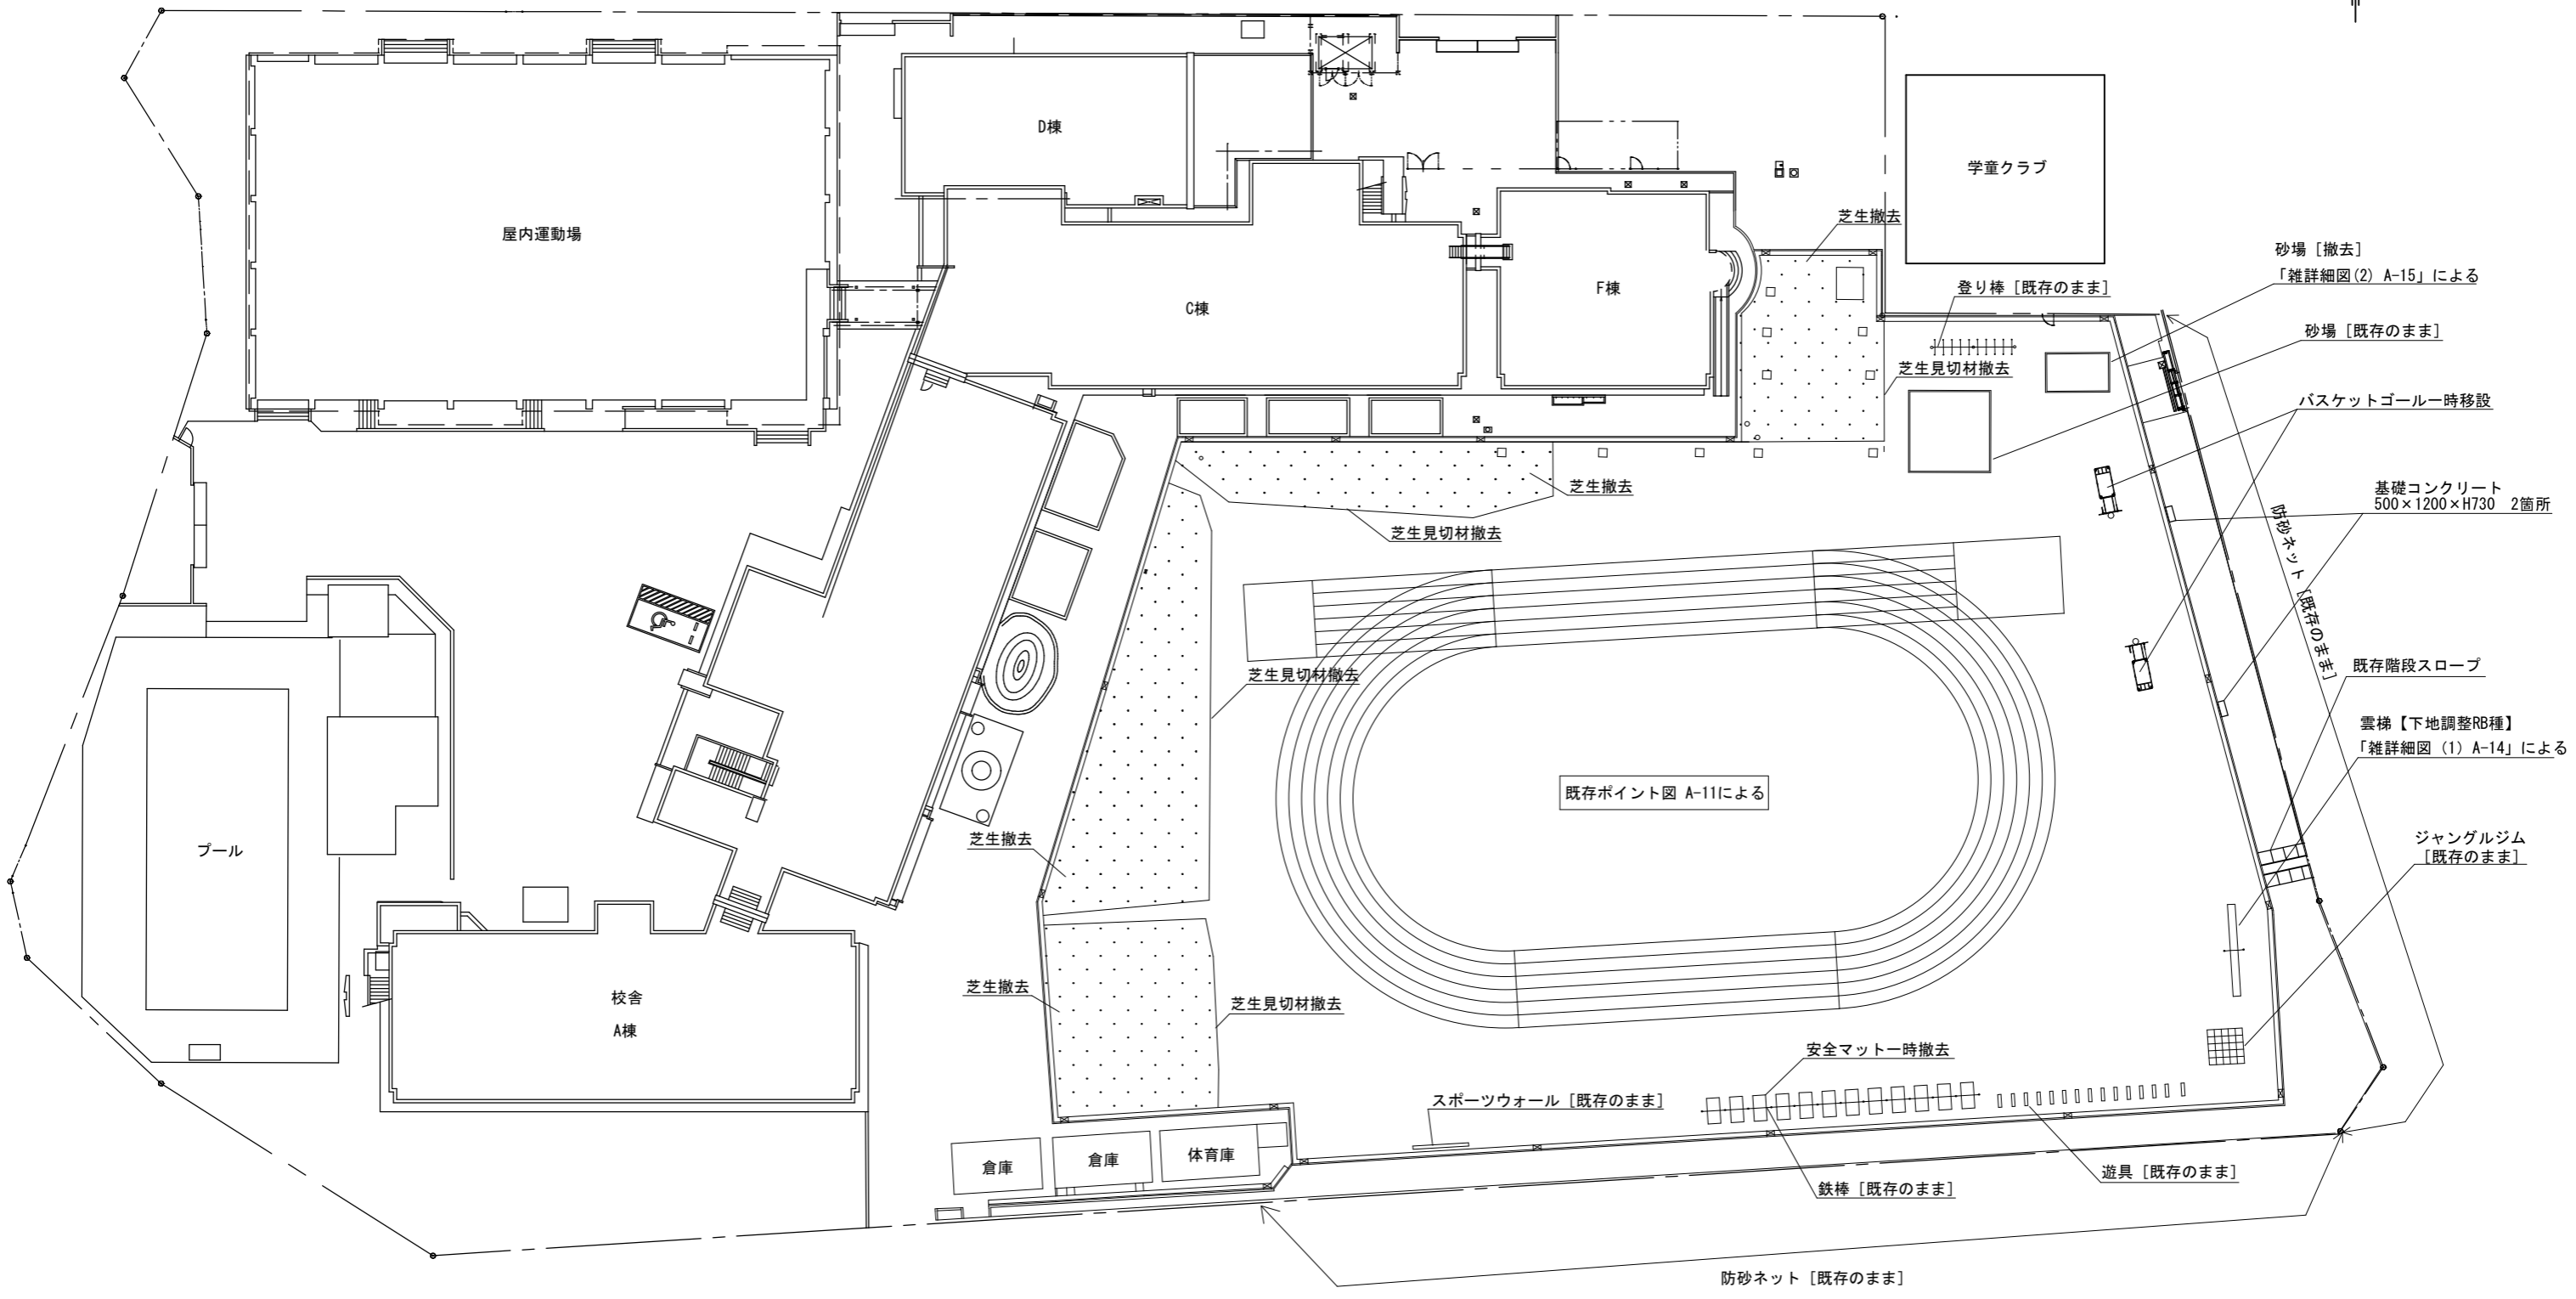 D棟
学童クラブ
芝生撤去
屋内運動場
砂場［撤去］
「雑詳細図(2) A-15」による
登り棒［既存のまま］
F棟
C棟
砂場［既存のまま］
芝生見切材撤去
バスケットゴール一時移設
芝生撤去
基礎コンクリート
500×1200×H730 2箇所
芝生見切材撤去
防砂ネット［既存のまま］
芝生見切材撤去
既存階段スロープ
雲梯【下地調整RB種】
「雑詳細図（1）A-14」による
既存ポイント図 A-11による
ジャングルジム
［既存のまま］
芝生撤去
プール
芝生撤去
校舎
A棟
芝生見切材撤去
安全マット一時撤去
スポーツウォール［既存のまま］
倉庫
倉庫
体育庫
遊具［既存のまま］
鉄棒［既存のまま］
防砂ネット［既存のまま］